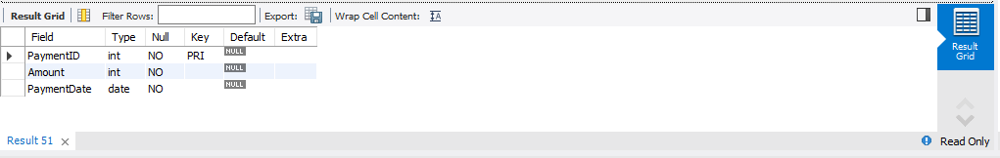 Result Grid Filter Rows: Export: Wrap Cell Content:
Field Type Null Key Default Extra
PaymentID int NO PRI NULL
Amount int NO NULL
PaymentDate date NO NULL
Result
Grid
Result 51 Read Only